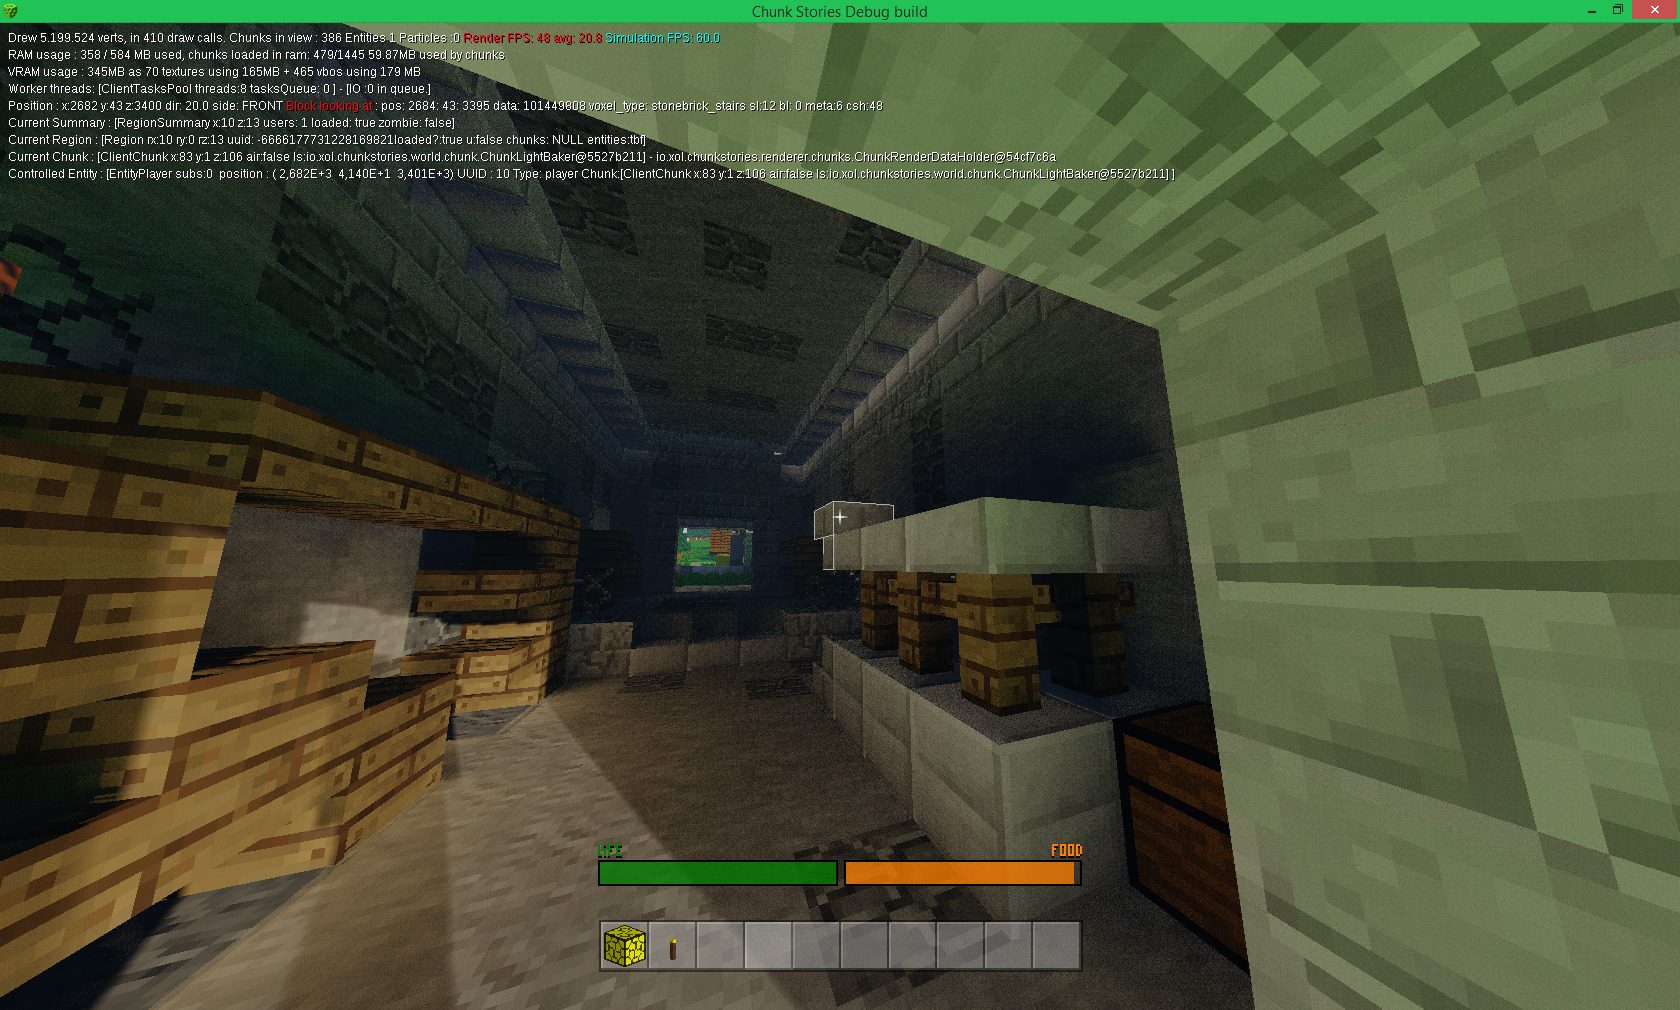 Chunk Stories Debug build
Drew 5.199.524 verts, in 410 draw calls. Chunks in view : 386 Entities 1 Particles :0 Render FPS: 48 avg: 20.8 Simulation FPS: 60.0
RAM usage : 358 / 584 MB used, chunks loaded in ram: 479/1445 59.87MB used by chunks
VRAM usage : 345MB as 70 textures using 165MB + 465 vbos using 179 MB
Worker threads: [ClientTasksPool threads:8 tasksQueue: 0 ] - [IO :0 in queue.]
Position : x:2682 y:43 z:3400 dir: 20.0 side: FRONT Block looking at : pos: 2684: 43: 3395 data: 101449808 voxel_type: stonebrick_stairs sl:12 bl: 0 meta:6 csh:48
Current Summary : [RegionSummary x:10 z:13 users: 1 loaded: true zombie: false]
Current Region : [Region rx:10 ry:0 rz:13 uuid: -6666177731228169821loaded?:true u:false chunks: NULL entities:tbf]
Current Chunk : [ClientChunk x:83 y:1 z:106 air:false ls:io.xol.chunkstories.world.chunk.ChunkLightBaker@5527b211] - io.xol.chunkstories.renderer.chunks.ChunkRenderDataHolder@54cf7c6a
Controlled Entity : [EntityPlayer subs:0 position : ( 2,682E+3 4,140E+1 3,401E+3) UUID : 10 Type: player Chunk:[ClientChunk x:83 y:1 z:106 air:false ls:io.xol.chunkstories.world.chunk.ChunkLightBaker@5527b211] ]
LIFE
FOOD